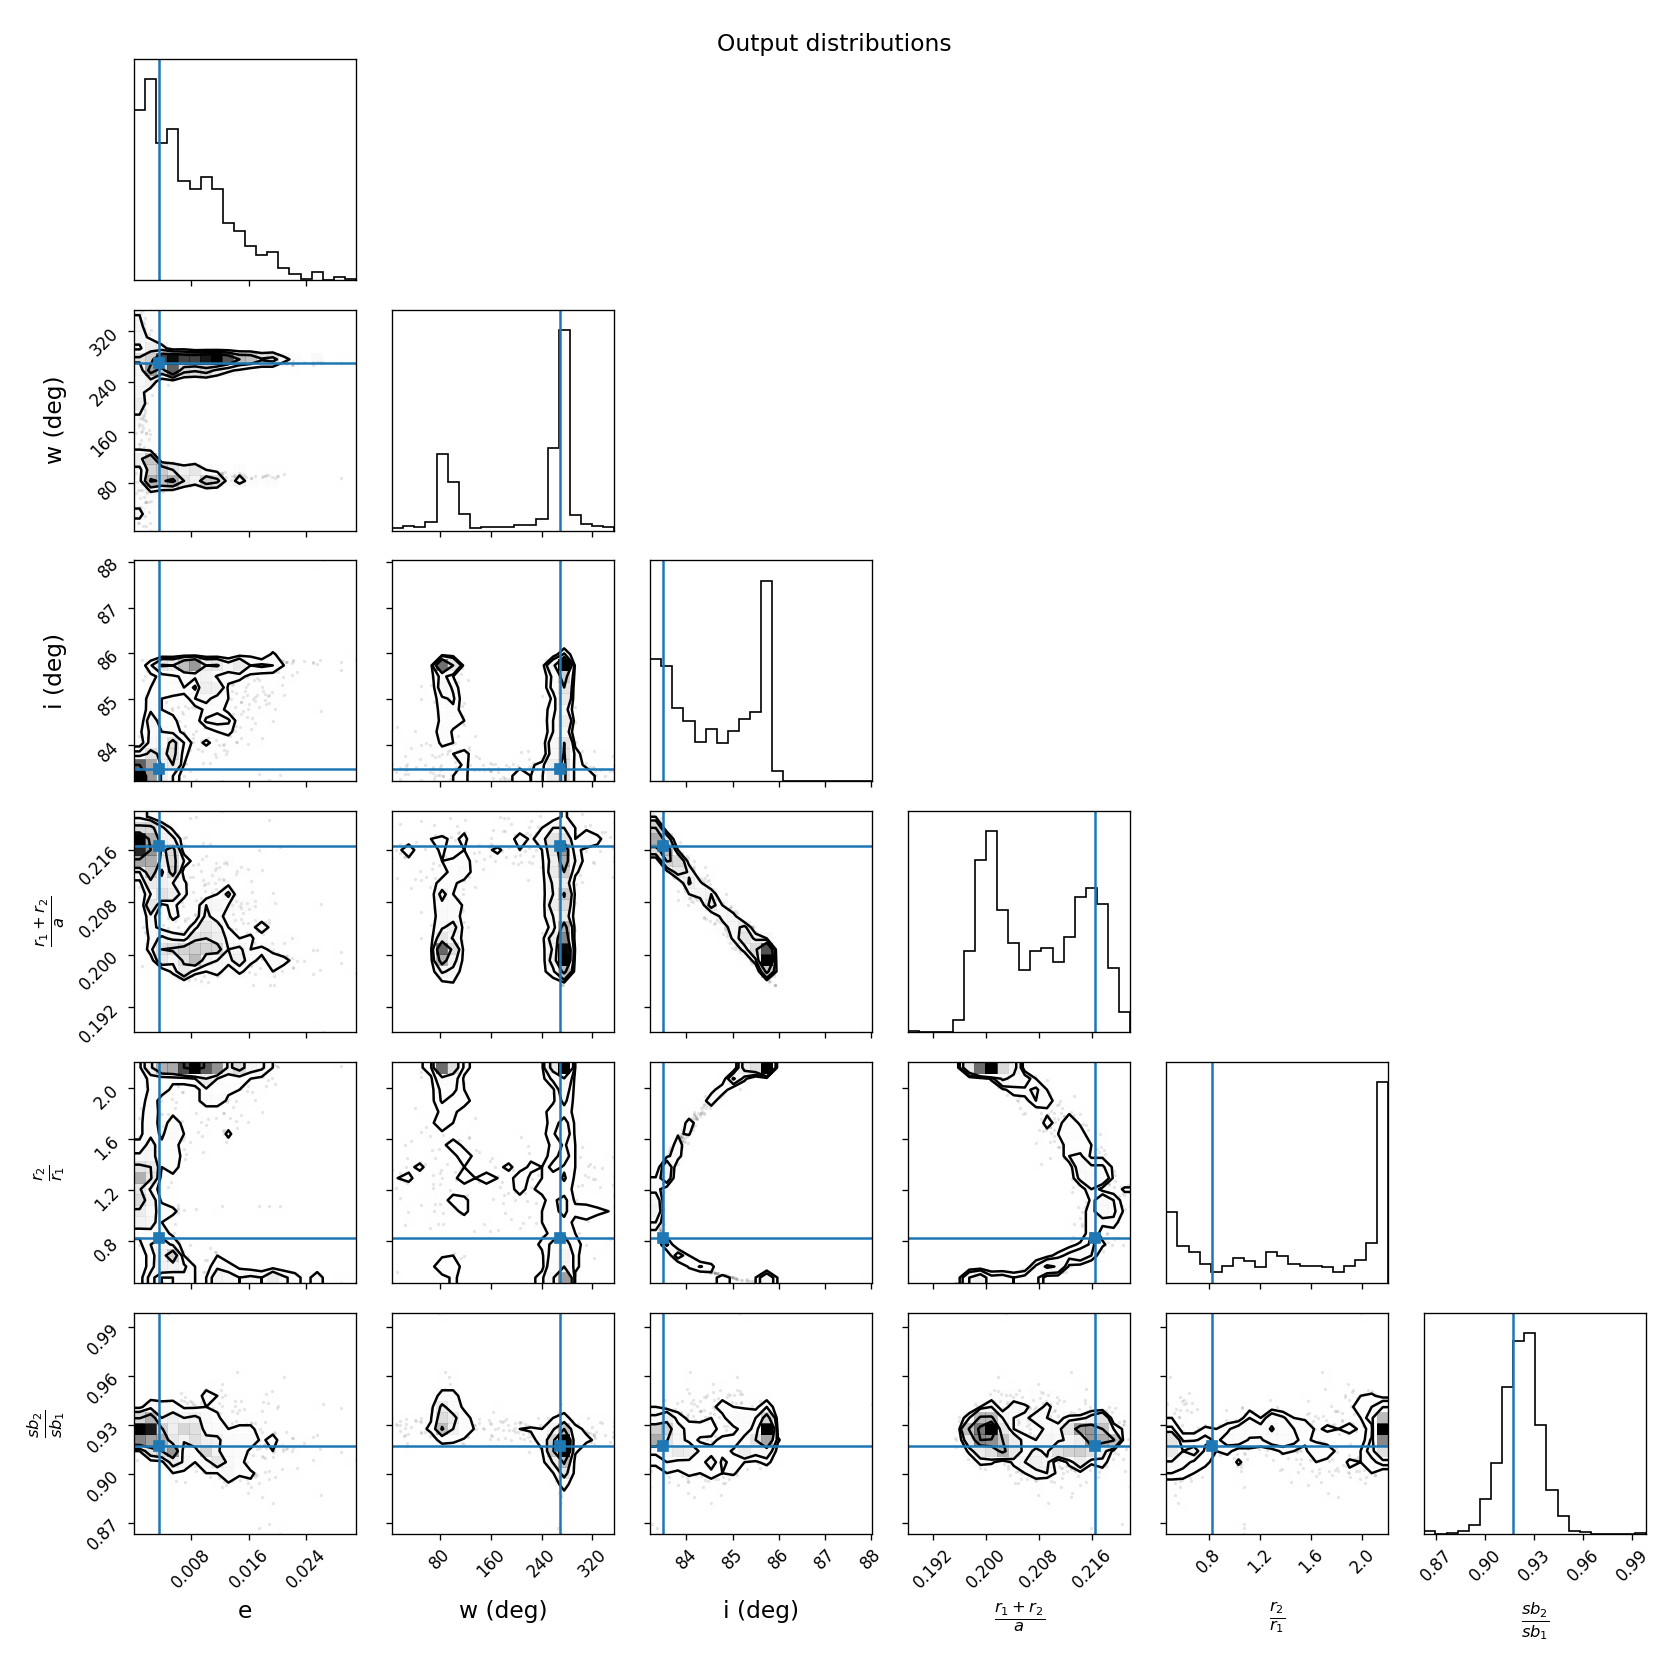 Output distributions
w (deg)
320
240
160
80
i (deg)
88
87
86
85
84
r₁ + r₂
a
0.216
0.208
0.200
0.192
r₂
r₁
2.0
1.6
1.2
0.8
sb₂
sb₁
0.99
0.96
0.93
0.90
0.87
0.008 0.016 0.024 80 160 240 320 84 85 86 87 88 0.192 0.200 0.208 0.216 0.8 1.2 1.6 2.0 0.87 0.90 0.93 0.96 0.99
e w (deg) i (deg) r₁ + r₂ r₂ sb₂
a r₁ sb₁